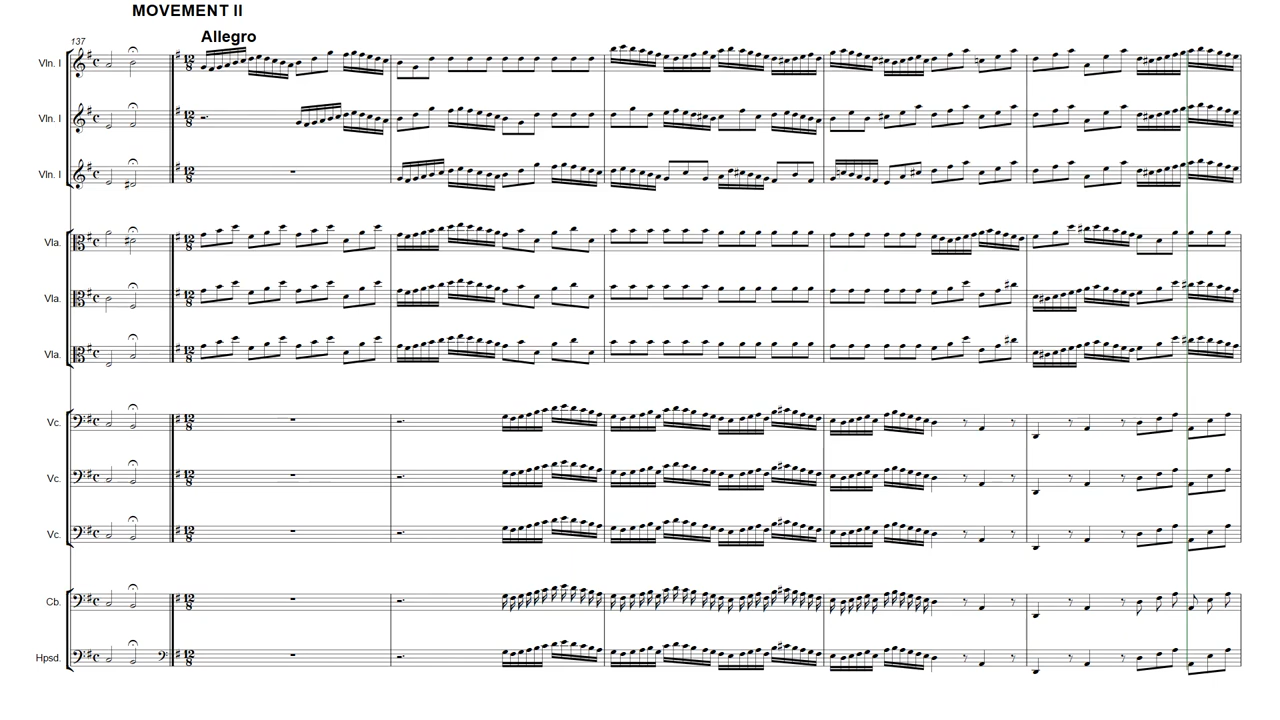 MOVEMENT II
Allegro
137
Vln. I
Vln. I
Vln. I
Vla.
Vla.
Vla.
Vc.
Vc.
Vc.
Cb.
Hpsd.